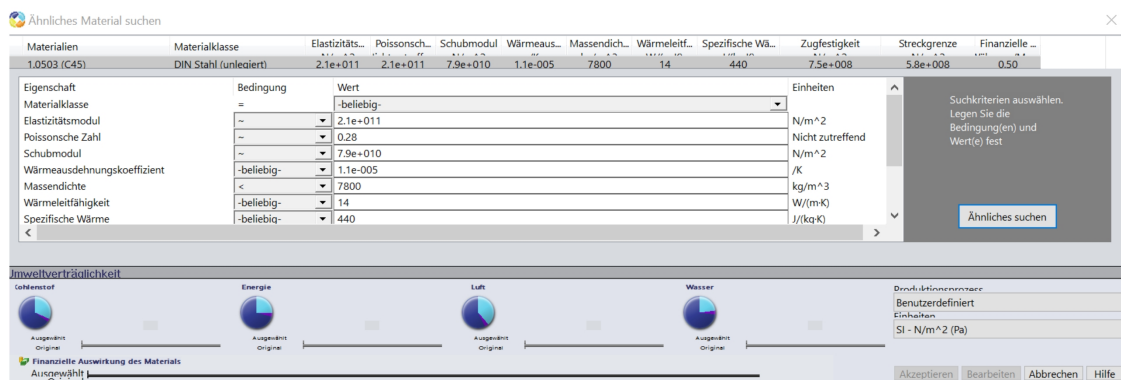 Ähnliches Material suchen
Materialien Materialklasse Elastizitäts... Poissonsch... Schubmodul Wärmeaus... Massendich... Wärmeleitf... Spezifische Wä... Zugfestigkeit Streckgrenze Finanzielle ...
1.0503 (C45) DIN Stahl (unlegiert) 2.1e+011 2.1e+011 7.9e+010 1.1e-005 7800 14 440 7.5e+008 5.8e+008 0.50
Eigenschaft Bedingung Wert Einheiten
Materialklasse = -beliebig-
Elastizitätsmodul ~ 2.1e+011 N/m^2
Poissonsche Zahl ~ 0.28 Nicht zutreffend
Schubmodul ~ 7.9e+010 N/m^2
Wärmeausdehnungskoeffizient -beliebig- 1.1e-005 /K
Massendichte < 7800 kg/m^3
Wärmeleitfähigkeit -beliebig- 14 W/(m·K)
Spezifische Wärme -beliebig- 440 J/(kg·K)
Suchkriterien auswählen.
Legen Sie die
Bedingung(en) und
Wert(e) fest
Ähnliches suchen
Umweltverträglichkeit
Kohlenstof Energie Luft Wasser
Ausgewählt Ausgewählt Ausgewählt Ausgewählt
Original Original Original Original
Produktionsprozess
Benutzerdefiniert
Einheiten
SI - N/m^2 (Pa)
Finanzielle Auswirkung des Materials
Ausgewählt
Original
Akzeptieren Bearbeiten Abbrechen Hilfe